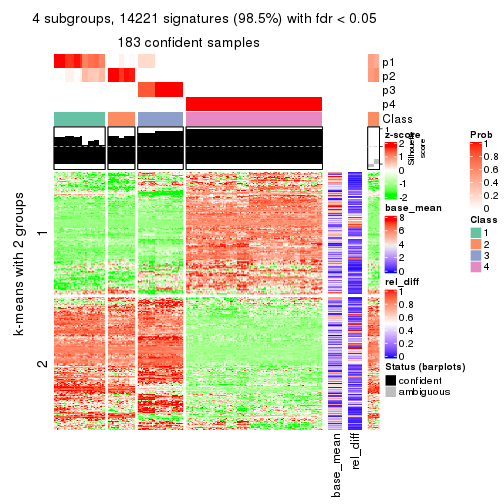 4 subgroups, 14221 signatures (98.5%) with fdr < 0.05
183 confident samples
p1
p2
p3
p4
Class
1
0
Silhouette
score
k-means with 2 groups
1
2
base_mean
rel_diff
z-score
2
1
0
-1
-2
base_mean
8
6
4
2
0
rel_diff
1
0.8
0.6
0.4
0.2
0
Status (barplots)
confident
ambiguous
Prob
1
0.8
0.6
0.4
0.2
0
Class
1
2
3
4